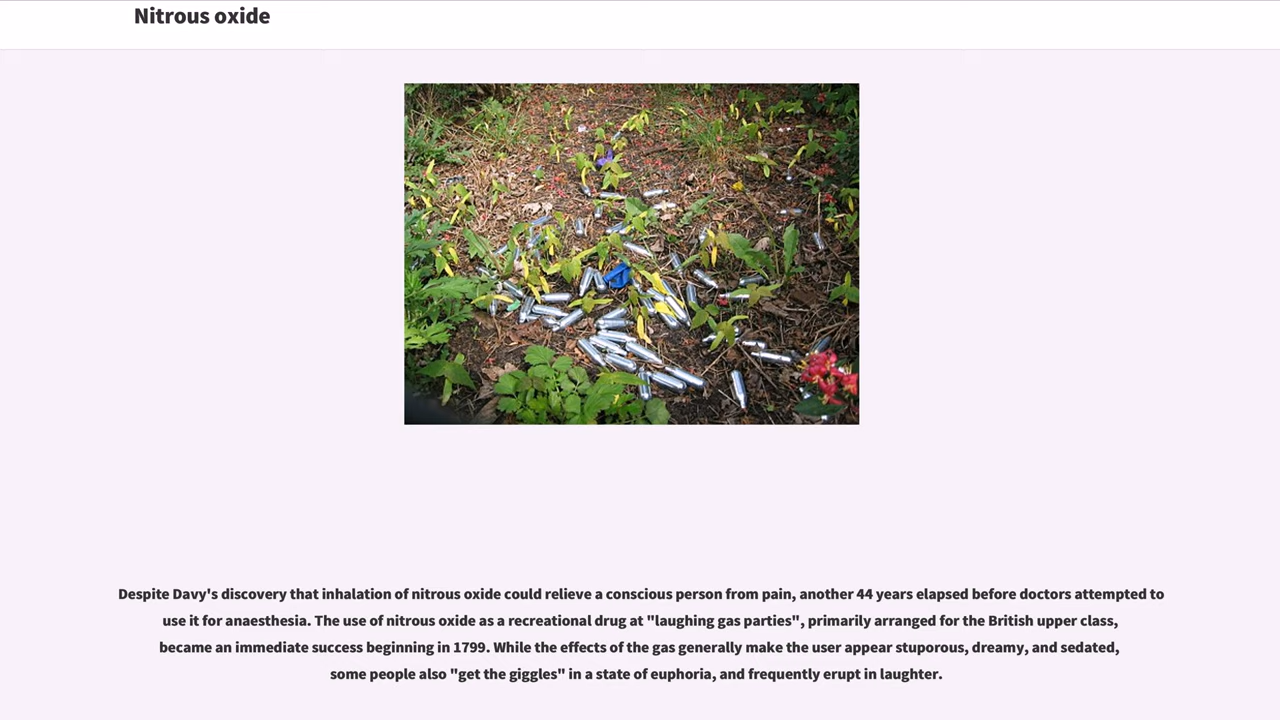 Nitrous oxide
Despite Davy's discovery that inhalation of nitrous oxide could relieve a conscious person from pain, another 44 years elapsed before doctors attempted to
use it for anaesthesia. The use of nitrous oxide as a recreational drug at "laughing gas parties", primarily arranged for the British upper class,
became an immediate success beginning in 1799. While the effects of the gas generally make the user appear stuporous, dreamy, and sedated,
some people also "get the giggles" in a state of euphoria, and frequently erupt in laughter.